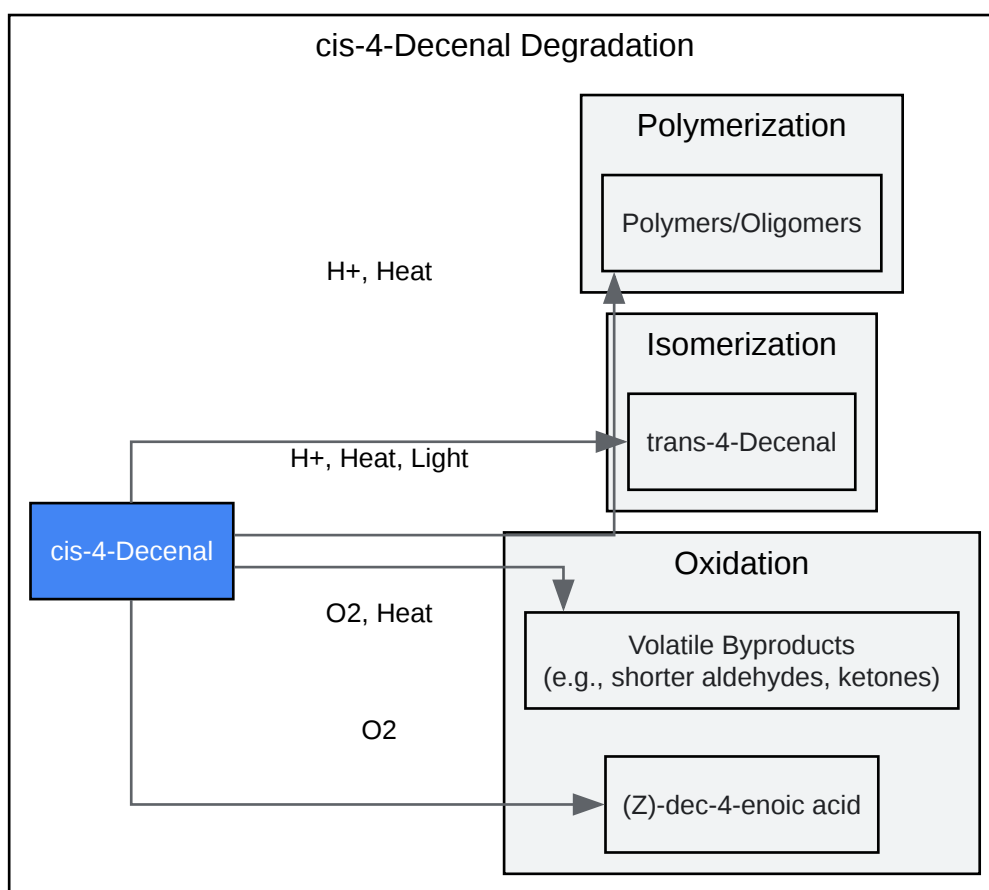 cis-4-Decenal Degradation
Polymerization
Polymers/Oligomers
H+, Heat
Isomerization
trans-4-Decenal
H+, Heat, Light
cis-4-Decenal
Oxidation
O2, Heat
Volatile Byproducts
(e.g., shorter aldehydes, ketones)
O2
(Z)-dec-4-enoic acid